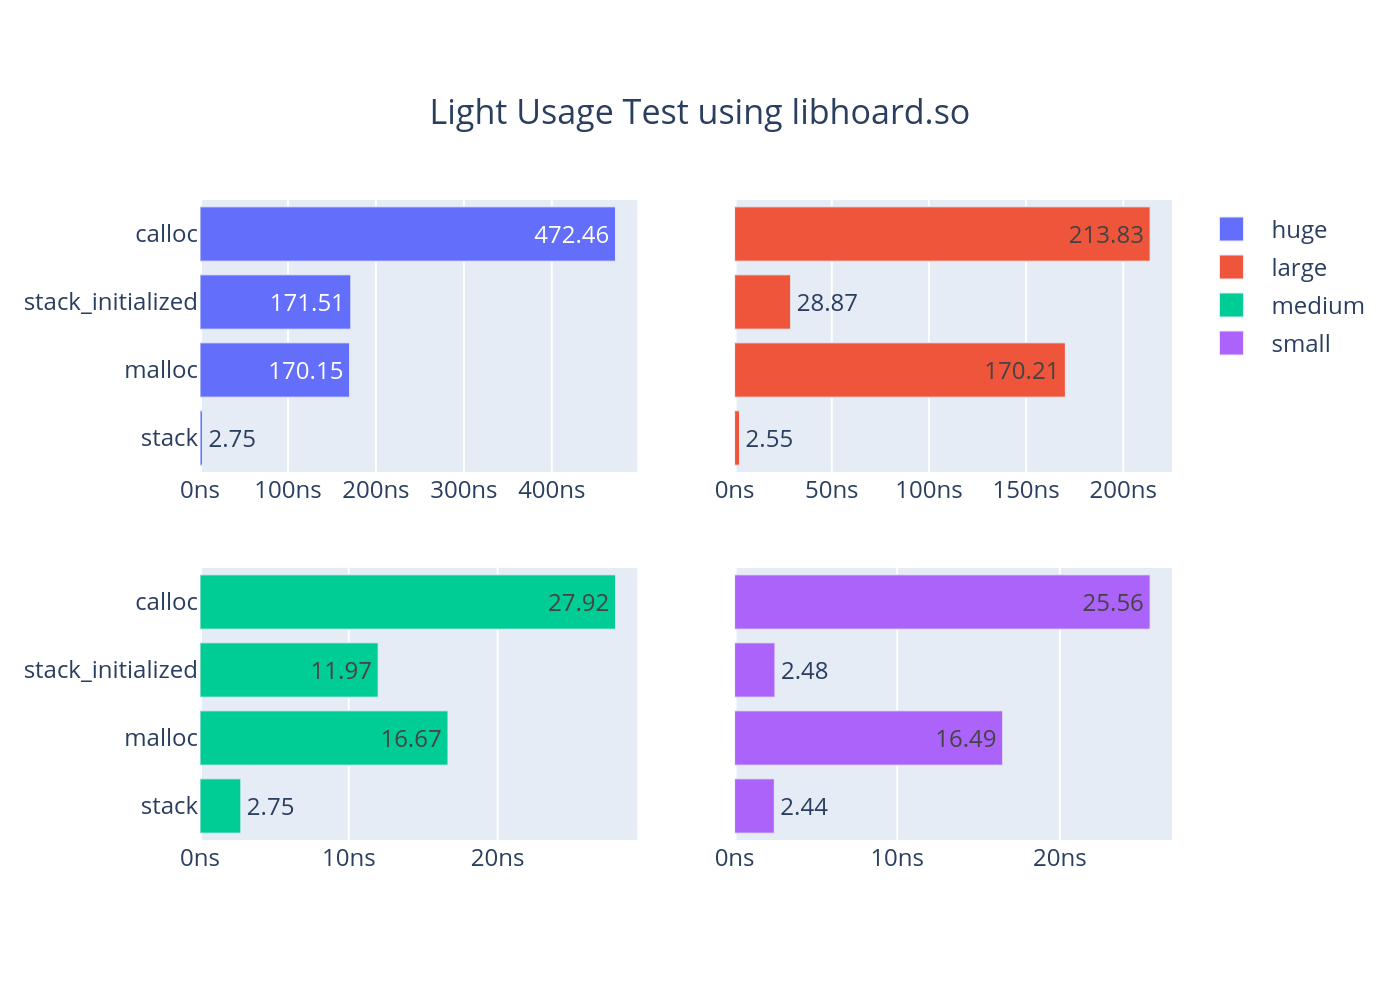 Light Usage Test using libhoard.so
calloc
472.46
stack_initialized
171.51
malloc
170.15
stack
2.75
0ns 100ns 200ns 300ns 400ns
213.83
28.87
170.21
2.55
0ns 50ns 100ns 150ns 200ns
huge
large
medium
small
calloc
27.92
stack_initialized
11.97
malloc
16.67
stack
2.75
0ns 10ns 20ns
25.56
2.48
16.49
2.44
0ns 10ns 20ns